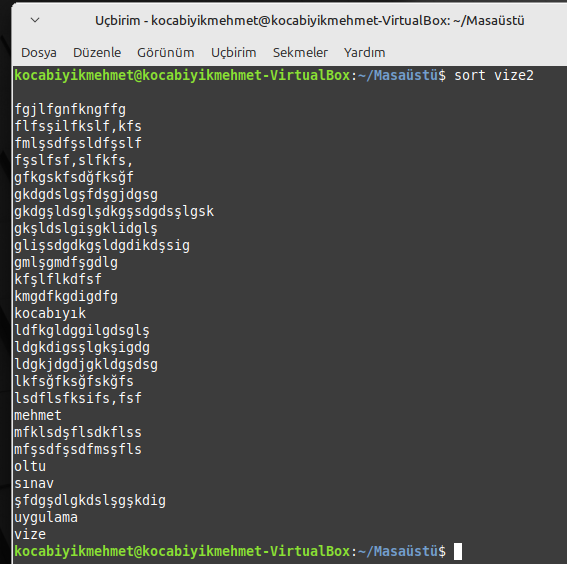 Uçbirim - kocabiyikmehmet@kocabiyikmehmet-VirtualBox: ~/Masaüstü
Dosya Düzenle Görünüm Uçbirim Sekmeler Yardım
kocabiyikmehmet@kocabiyikmehmet-VirtualBox:~/Masaüstü$ sort vize2
fgjlfgnfkngffg
flfsşilfkslf,kfs
fmlşsdfşsldfşslf
fşslfsf,slfkfs,
gfkgskfsdğfksğf
gkdgdslgşfdşgjdgsg
gkdgşldsglşdkgşsdgdsşlgsk
gkşldslgişgklidglş
glişsdgdkgşldgdikdşsig
gmlşgmdfşgdlg
kfşlflkdfsf
kmgdfkgdigdfg
kocabıyık
ldfkgldggilgdsglş
ldgkdigsşlgkşigdg
ldgkjdgdjgkldgşdsg
lkfsğfksğfskğfs
lsdflsfksifs,fsf
mehmet
mfklsdşflsdkflss
mfşsdfşsdfmsşfls
oltu
sınav
şfdgşdlgkdslşgşkdig
uygulama
vize
kocabiyikmehmet@kocabiyikmehmet-VirtualBox:~/Masaüstü$